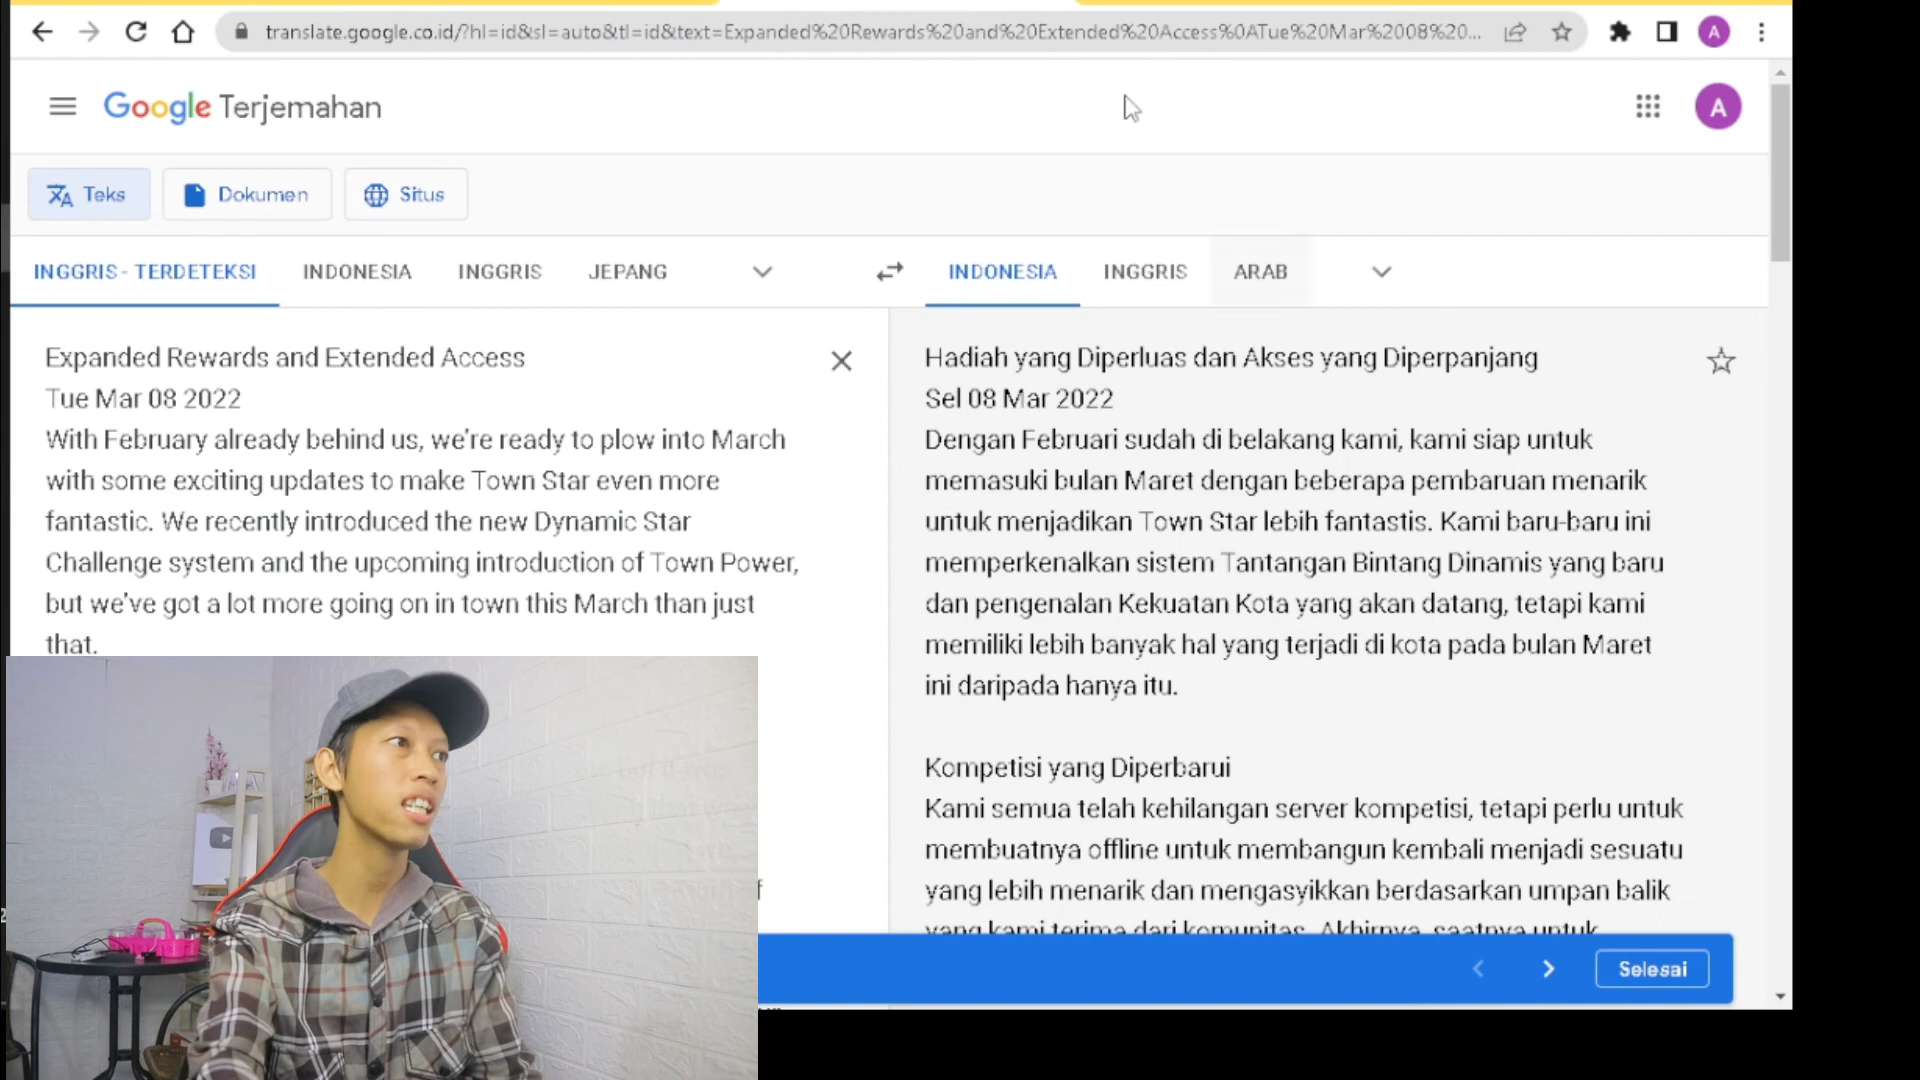 translate.google.co.id/?hl=id&sl=auto&tl=id&text=Expanded%20Rewards%20and%20Extended%20Access%0ATue%20Mar%2008%20...
A
Google Terjemahan
A
Teks
Dokumen
Situs
INGGRIS - TERDETEKSI
INDONESIA
INGGRIS
JEPANG
INDONESIA
INGGRIS
ARAB
Expanded Rewards and Extended Access
Tue Mar 08 2022
With February already behind us, we're ready to plow into March
with some exciting updates to make Town Star even more
fantastic. We recently introduced the new Dynamic Star
Challenge system and the upcoming introduction of Town Power,
but we've got a lot more going on in town this March than just
that.
Hadiah yang Diperluas dan Akses yang Diperpanjang
Sel 08 Mar 2022
Dengan Februari sudah di belakang kami, kami siap untuk
memasuki bulan Maret dengan beberapa pembaruan menarik
untuk menjadikan Town Star lebih fantastis. Kami baru-baru ini
memperkenalkan sistem Tantangan Bintang Dinamis yang baru
dan pengenalan Kekuatan Kota yang akan datang, tetapi kami
memiliki lebih banyak hal yang terjadi di kota pada bulan Maret
ini daripada hanya itu.
Kompetisi yang Diperbarui
Kami semua telah kehilangan server kompetisi, tetapi perlu untuk
membuatnya offline untuk membangun kembali menjadi sesuatu
yang lebih menarik dan mengasyikkan berdasarkan umpan balik
yang kami terima dari komunitas. Akhirnya, saatnya untuk
Selesai